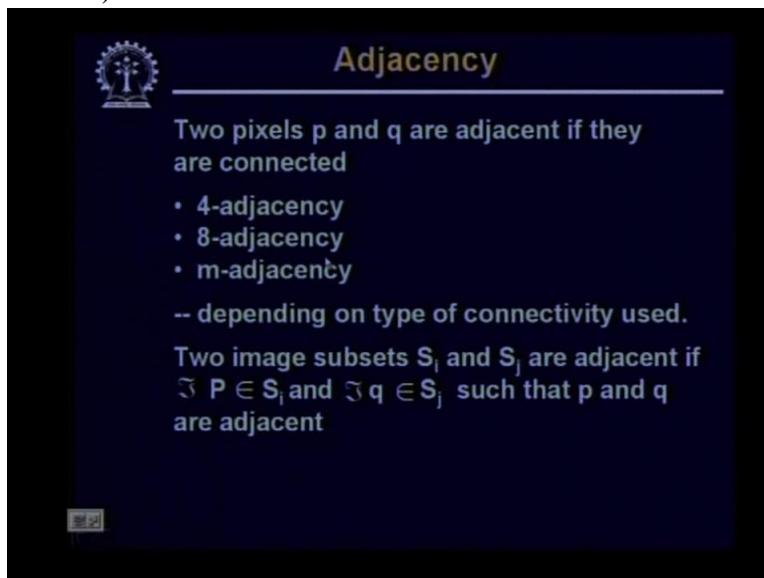 Adjacency
Two pixels p and q are adjacent if they
are connected
• 4-adjacency
• 8-adjacency
• m-adjacency
-- depending on type of connectivity used.
Two image subsets Sᵢ and Sⱼ are adjacent if
ℑ P ∈ Sᵢ and ℑ q ∈ Sⱼ such that p and q
are adjacent